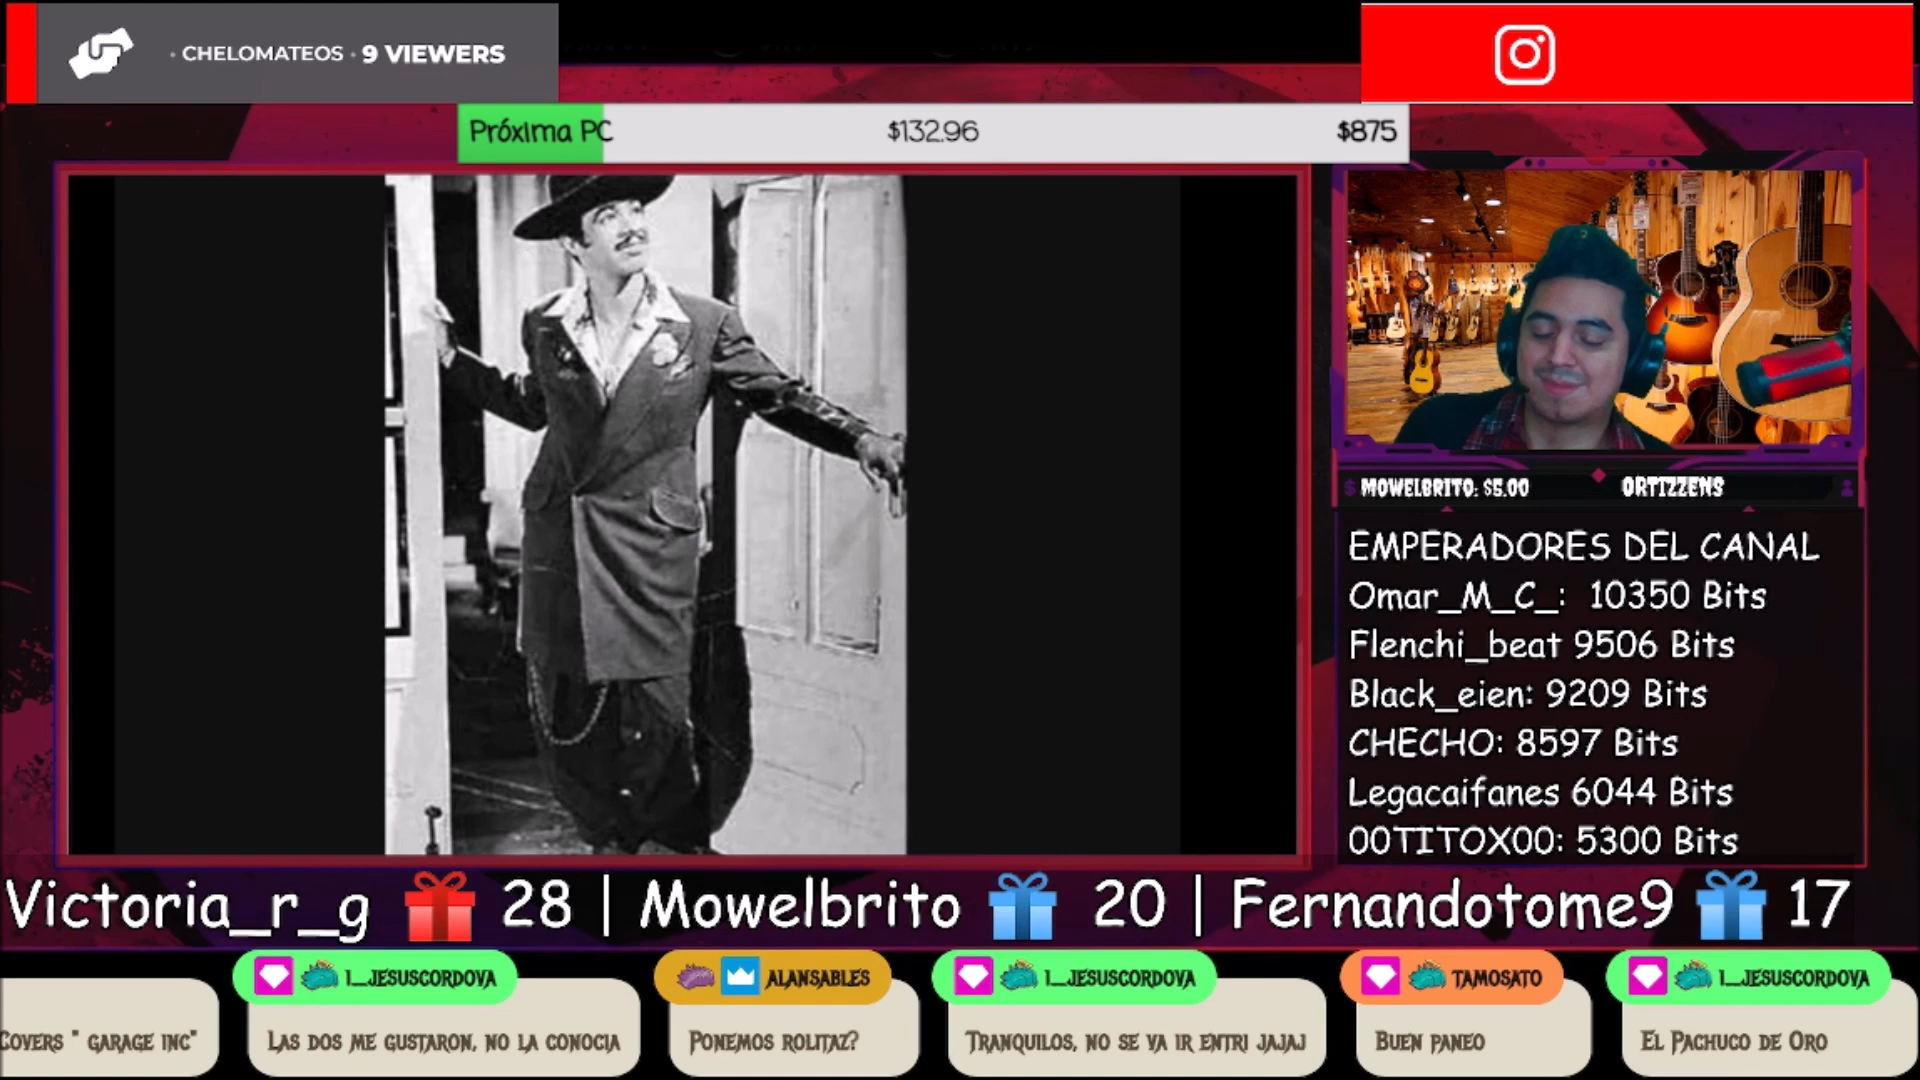 · CHELOMATEOS · 9 VIEWERS
Próxima PC $132.96 $875
MOWELBRITO: $5.00 ORTIZZENS
EMPERADORES DEL CANAL
Omar_M_C_: 10350 Bits
Flenchi_beat 9506 Bits
Black_eien: 9209 Bits
CHECHO: 8597 Bits
Legacaifanes 6044 Bits
00TITOX00: 5300 Bits
Victoria_r_g 28 | Mowelbrito 20 | Fernandotome9 17
COVERS " GARAGE INC"
1_JESUSCORDOVA
LAS DOS ME GUSTARON, NO LA CONOCIA
ALANSABLES
PONEMOS ROLITAZ?
1_JESUSCORDOVA
TRANQUILOS, NO SE VA IR ENTRI JAJAJ
TAMOSATO
BUEN PANEO
1_JESUSCORDOVA
EL PACHUCO DE ORO